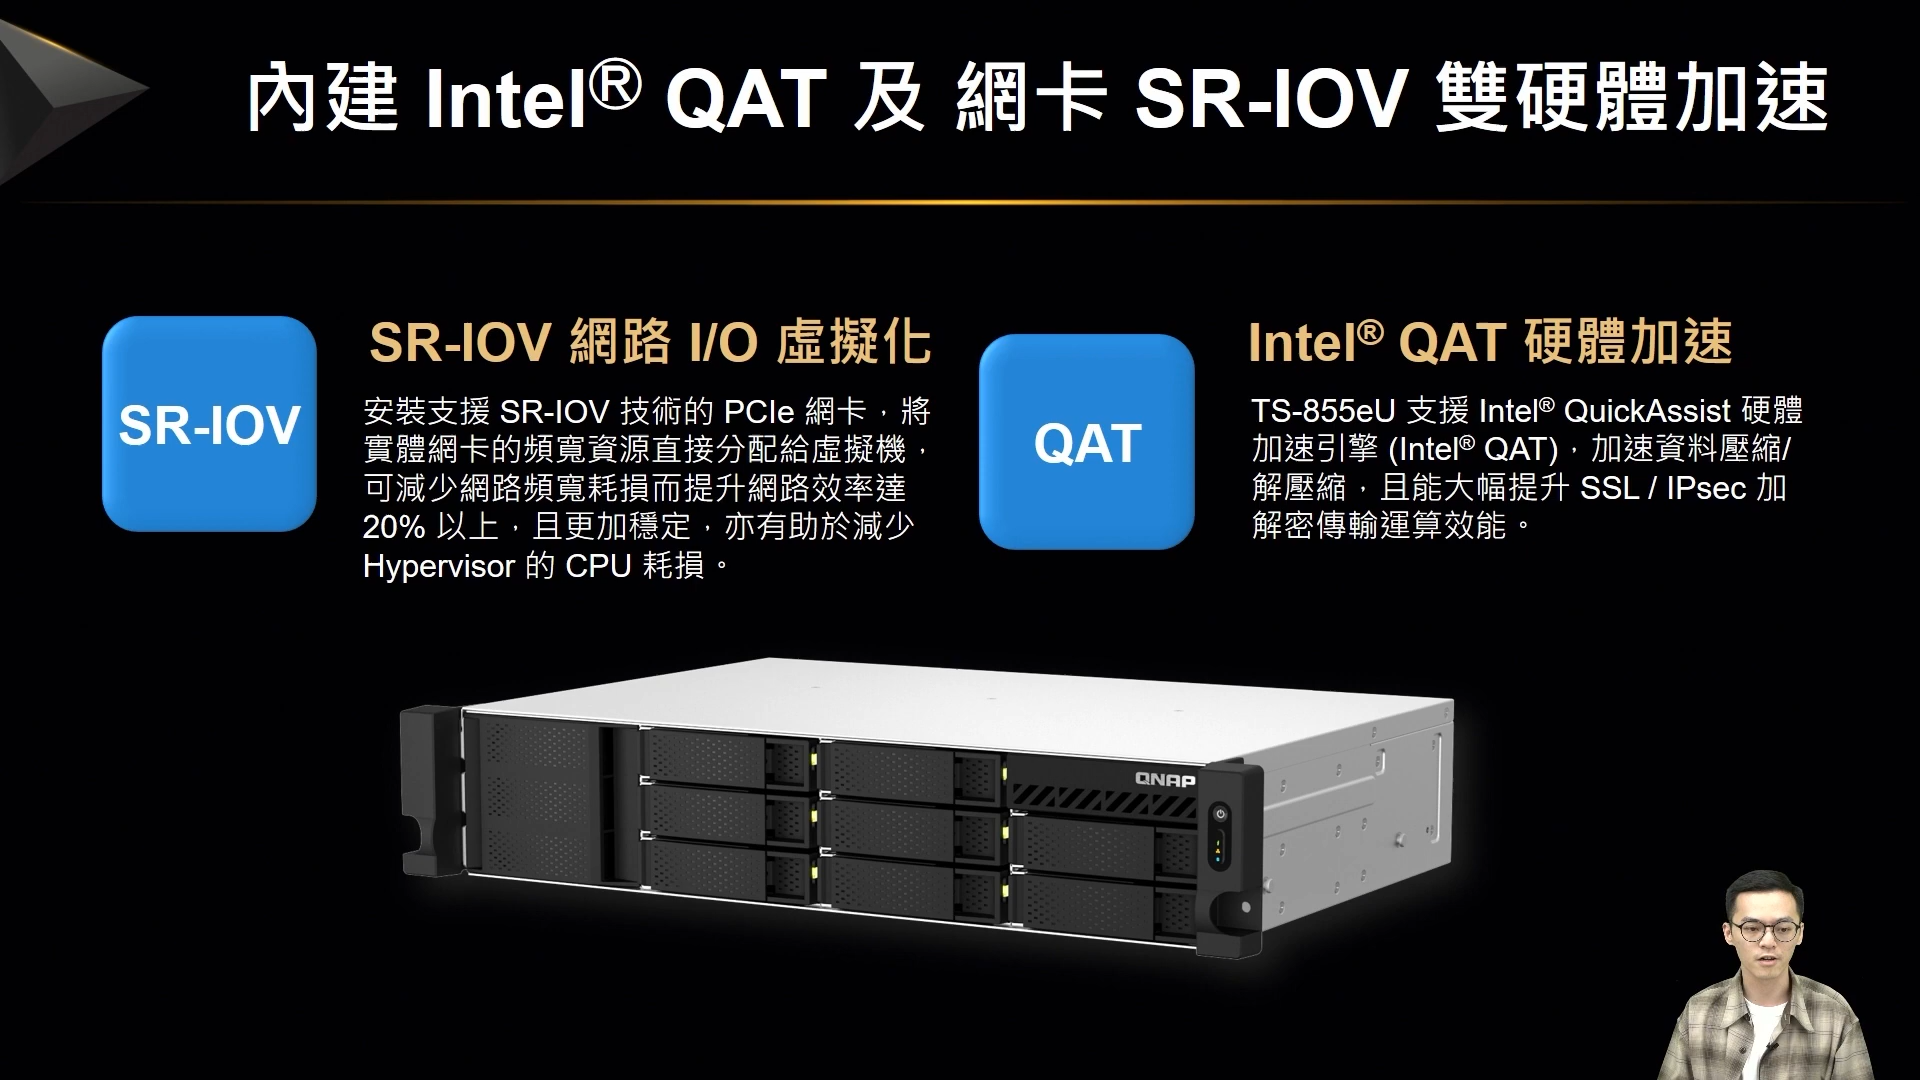 內建 Intel® QAT 及 網卡 SR-IOV 雙硬體加速
SR-IOV
SR-IOV 網路 I/O 虛擬化
安裝支援 SR-IOV 技術的 PCIe 網卡，將
實體網卡的頻寬資源直接分配給虛擬機，
可減少網路頻寬耗損而提升網路效率達
20% 以上，且更加穩定，亦有助於減少
Hypervisor 的 CPU 耗損。
QAT
Intel® QAT 硬體加速
TS-855eU 支援 Intel® QuickAssist 硬體
加速引擎 (Intel® QAT)，加速資料壓縮/
解壓縮，且能大幅提升 SSL / IPsec 加
解密傳輸運算效能。
QNAP